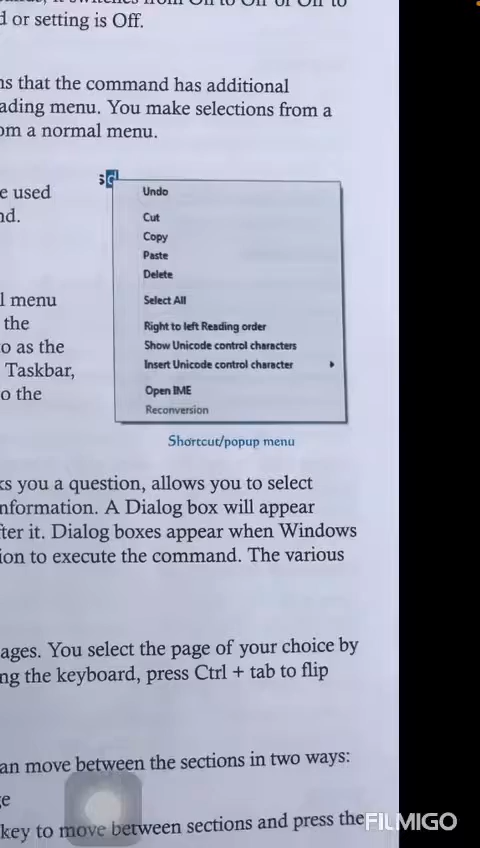 d or setting is Off.
ns that the command has additional
ading menu. You make selections from a
om a normal menu.
e used
nd.
Undo
Cut
Copy
Paste
Delete
Select All
Right to left Reading order
Show Unicode control characters
Insert Unicode control character
Open IME
Reconversion
l menu
the
o as the
Taskbar,
o the
Shortcut/popup menu
ks you a question, allows you to select
nformation. A Dialog box will appear
fter it. Dialog boxes appear when Windows
ion to execute the command. The various
ages. You select the page of your choice by
ng the keyboard, press Ctrl + tab to flip
an move between the sections in two ways:
ge
key to move between sections and press the
FILMIGO